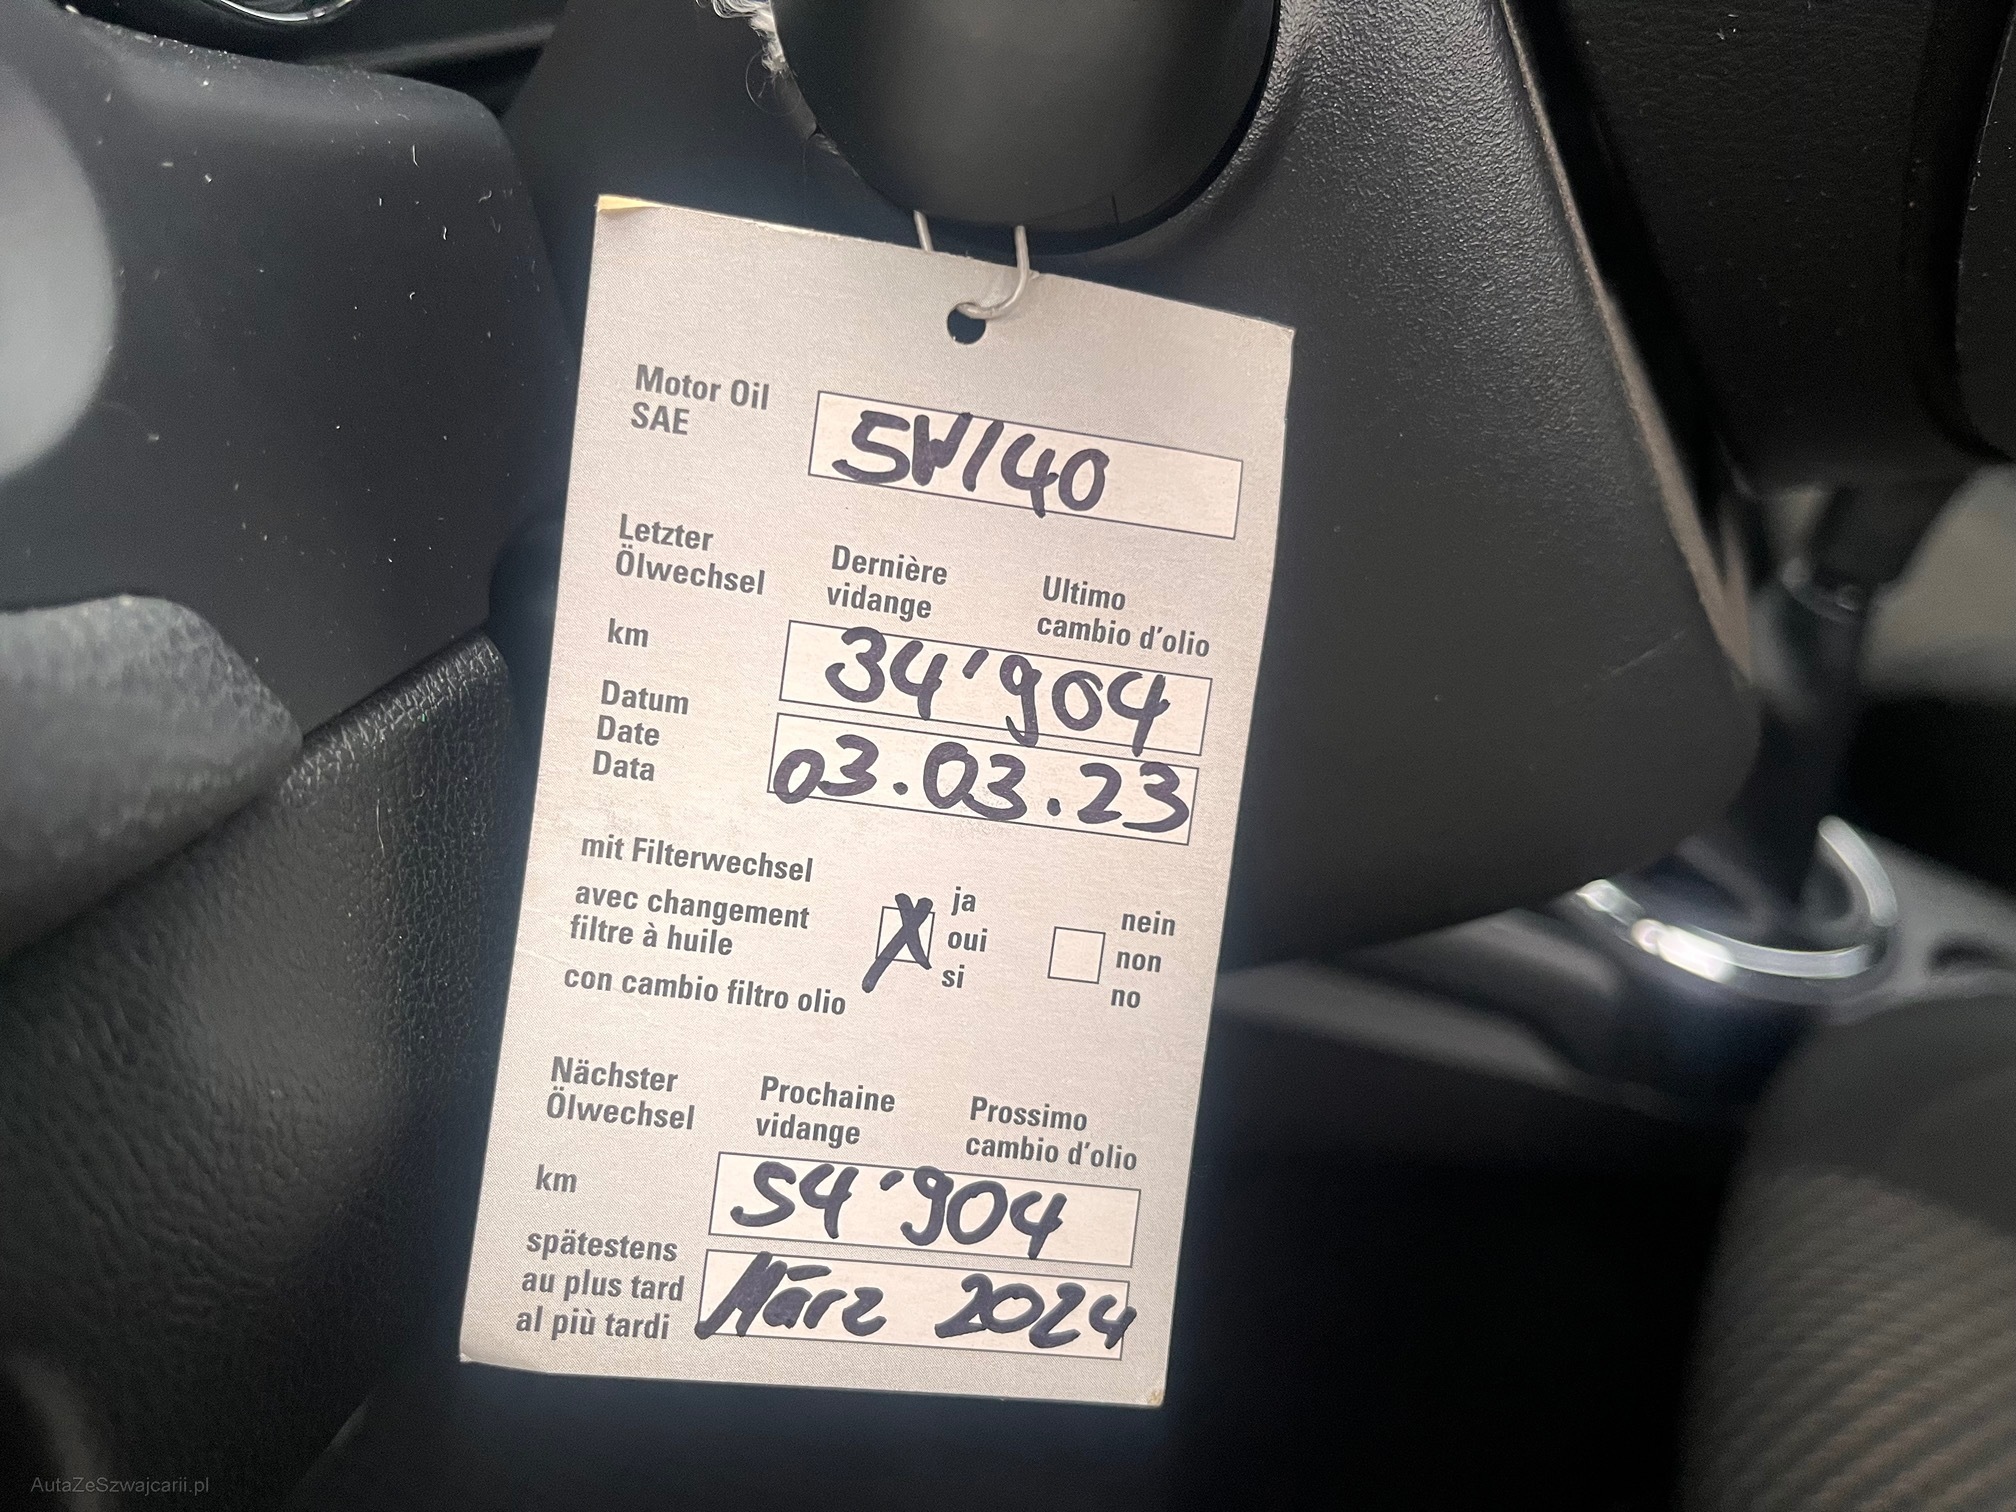 Motor Oil
SAE
5W/40
Letzter
Ölwechsel
Dernière
vidange
Ultimo
cambio d'olio
km
34'904
Datum
Date
Data
03.03.23
mit Filterwechsel
avec changement
filtre à huile
con cambio filtro olio
X
ja
oui
si
nein
non
no
Nächster
Ölwechsel
Prochaine
vidange
Prossimo
cambio d'olio
km
54'904
spätestens
au plus tard
al più tardi
März 2024
AutaZeSzwajcarii.pl